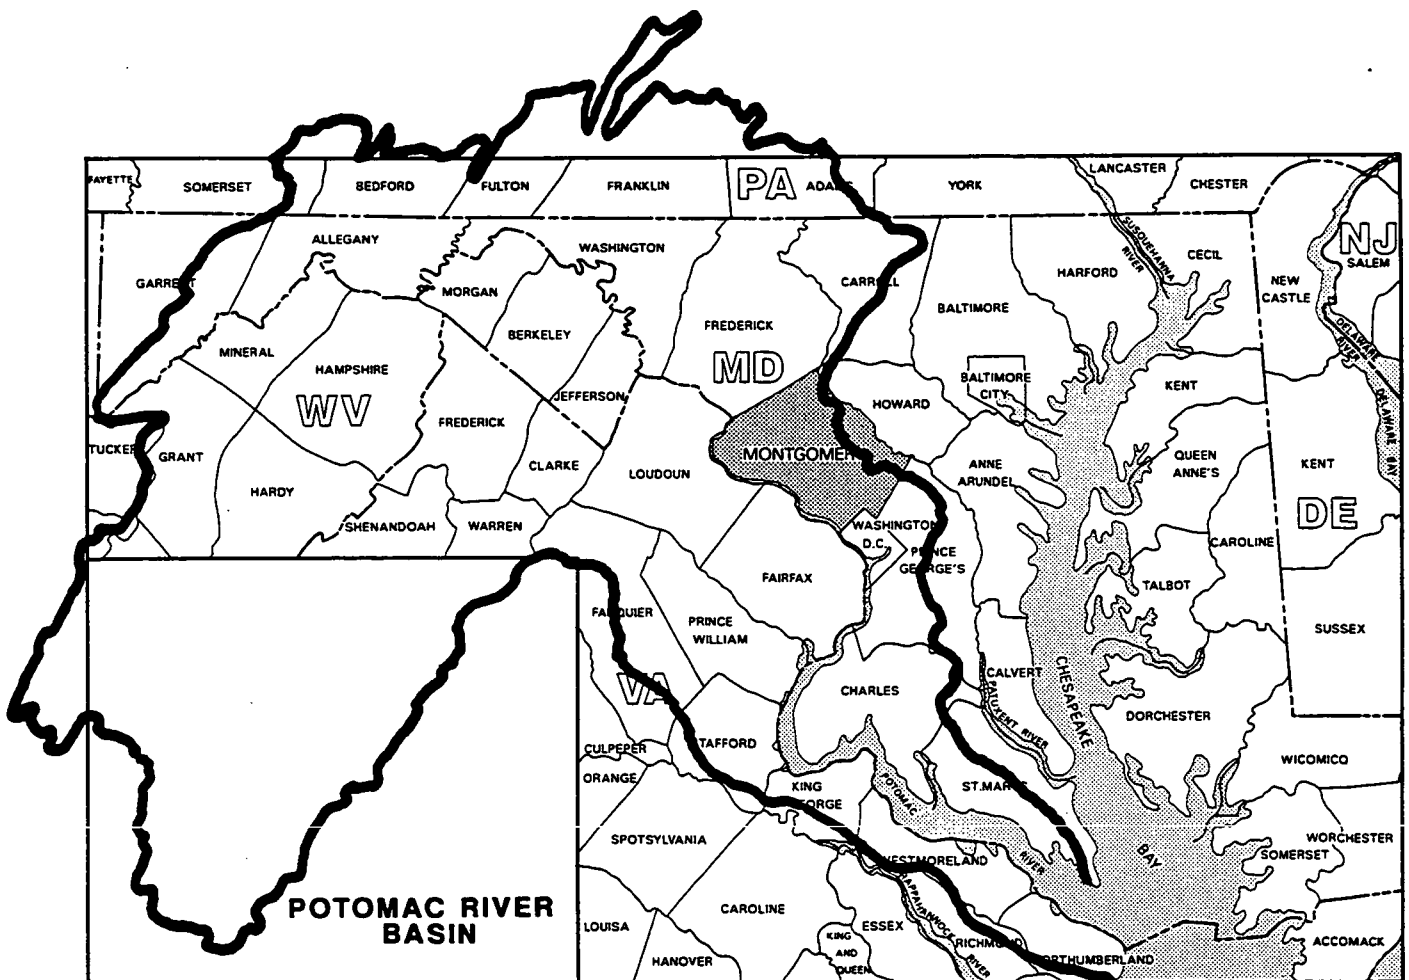 FAYETTE
SOMERSET
BEDFORD
FULTON
FRANKLIN
PA
ADAMS
YORK
LANCASTER
CHESTER
ALLEGANY
WASHINGTON
SUSQUEHANNA
RIVER
CECIL
NJ
SALEM
GARRETT
MORGAN
CARROLL
HARFORD
NEW
CASTLE
BERKELEY
FREDERICK
BALTIMORE
DELAWARE
RIVER
MINERAL
HAMPSHIRE
MD
BALTIMORE
CITY
KENT
JEFFERSON
WV
HOWARD
DELAWARE BAY
FREDERICK
TUCKER
GRANT
CLARKE
LOUDOUN
MONTGOMERY
ANNE
ARUNDEL
QUEEN
ANNE'S
KENT
HARDY
DE
SHENANDOAH
WARREN
WASHINGTON
D.C.
PRINCE
GEORGE'S
CAROLINE
FAIRFAX
TALBOT
FAUQUIER
PRINCE
WILLIAM
SUSSEX
VA
CHARLES
CALVERT
PATUXENT RIVER
CHESAPEAKE
BAY
DORCHESTER
STAFFORD
CULPEPER
ORANGE
KING
GEORGE
POTOMAC
RIVER
ST.MARYS
WICOMICO
SPOTSYLVANIA
WESTMORELAND
WORCHESTER
SOMERSET
POTOMAC RIVER
BASIN
CAROLINE
RAPPAHANNOCK
RIVER
LOUISA
ESSEX
KING
AND
QUEEN
RICHMOND
ACCOMACK
HANOVER
NORTHUMBERLAND